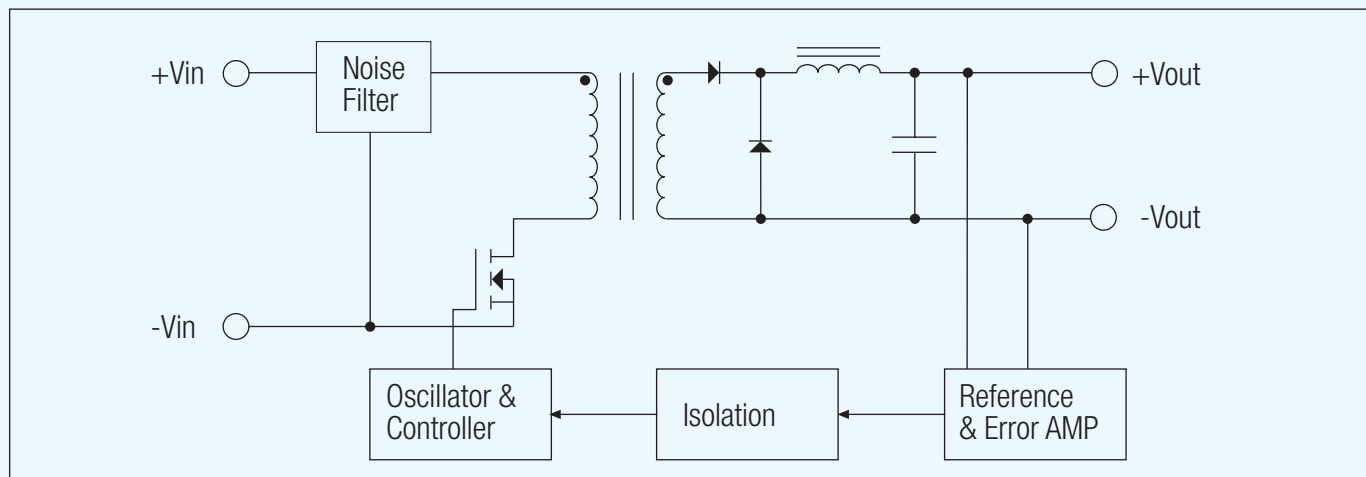 +Vin
Noise
Filter
+Vout
-Vout
-Vin
Oscillator &
Controller
Isolation
Reference
& Error AMP